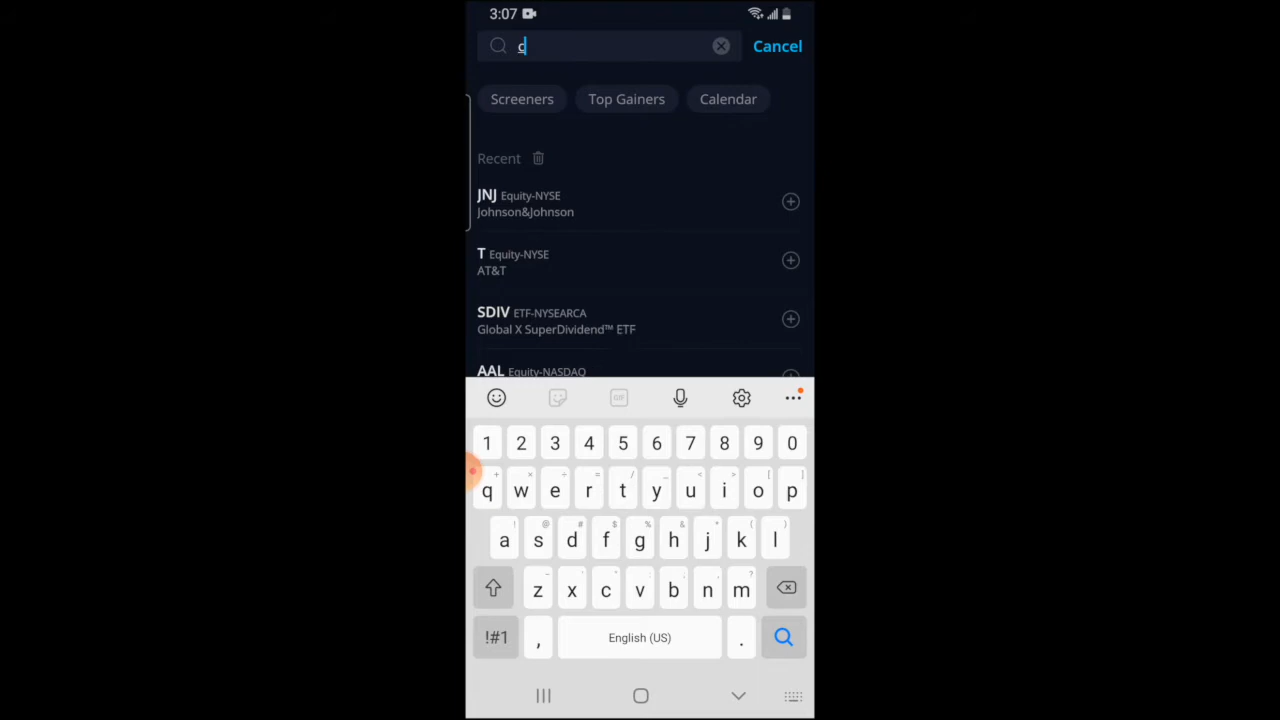 3:07
c
Cancel
Screeners Top Gainers Calendar
Recent
JNJ Equity-NYSE
Johnson&Johnson
T Equity-NYSE
AT&T
SDIV ETF-NYSEARCA
Global X SuperDividend™ ETF
AAL Equity-NASDAQ
GIF
1 2 3 4 5 6 7 8 9 0
+ × ÷ = / _ < > [ ]
q w e r t y u i o p
! @ # $ % & * ( )
a s d f g h j k l
- ' " : ; , ?
z x c v b n m
!#1 , English (US) .